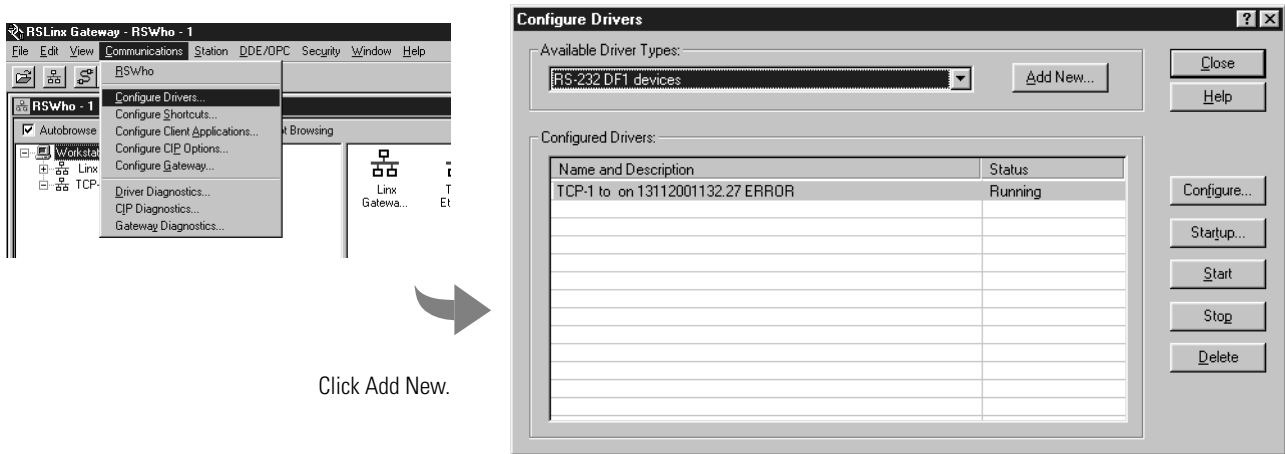 RSLinx Gateway - RSWho - 1
File Edit View Communications Station DDE/OPC Security Window Help
RSWho
Configure Drivers...
Configure Shortcuts...
Configure Client Applications...
Configure CIP Options...
Configure Gateway...
Driver Diagnostics...
CIP Diagnostics...
Gateway Diagnostics...
RSWho - 1
Autobrowse
Browsing
Linx
TCP-
Linx
Gatewa...
Click Add New.
Configure Drivers
Available Driver Types:
RS-232 DF1 devices
Add New...
Close
Help
Configured Drivers:
Name and Description Status
TCP-1 to on 13112001132.27 ERROR Running
Configure...
Startup...
Start
Stop
Delete